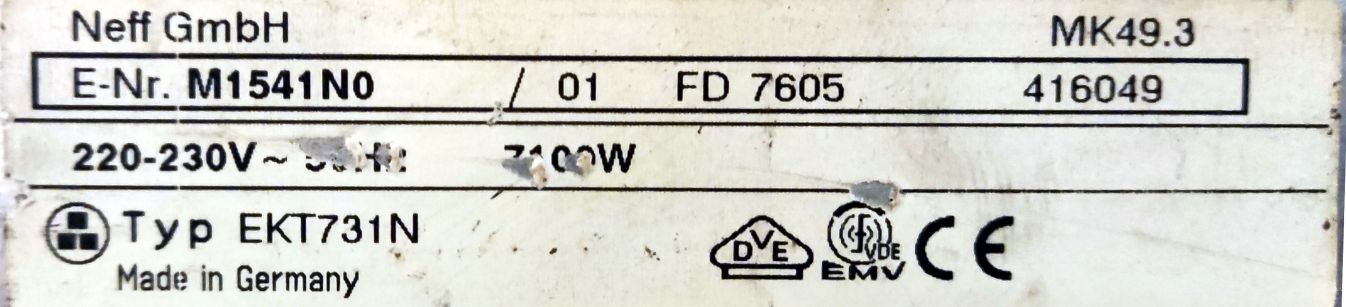 Neff GmbH MK49.3
E-Nr. M1541N0 / 01 FD 7605 416049
220-230V~ 7100W
Typ EKT731N
DVE VDE EMV CE
Made in Germany